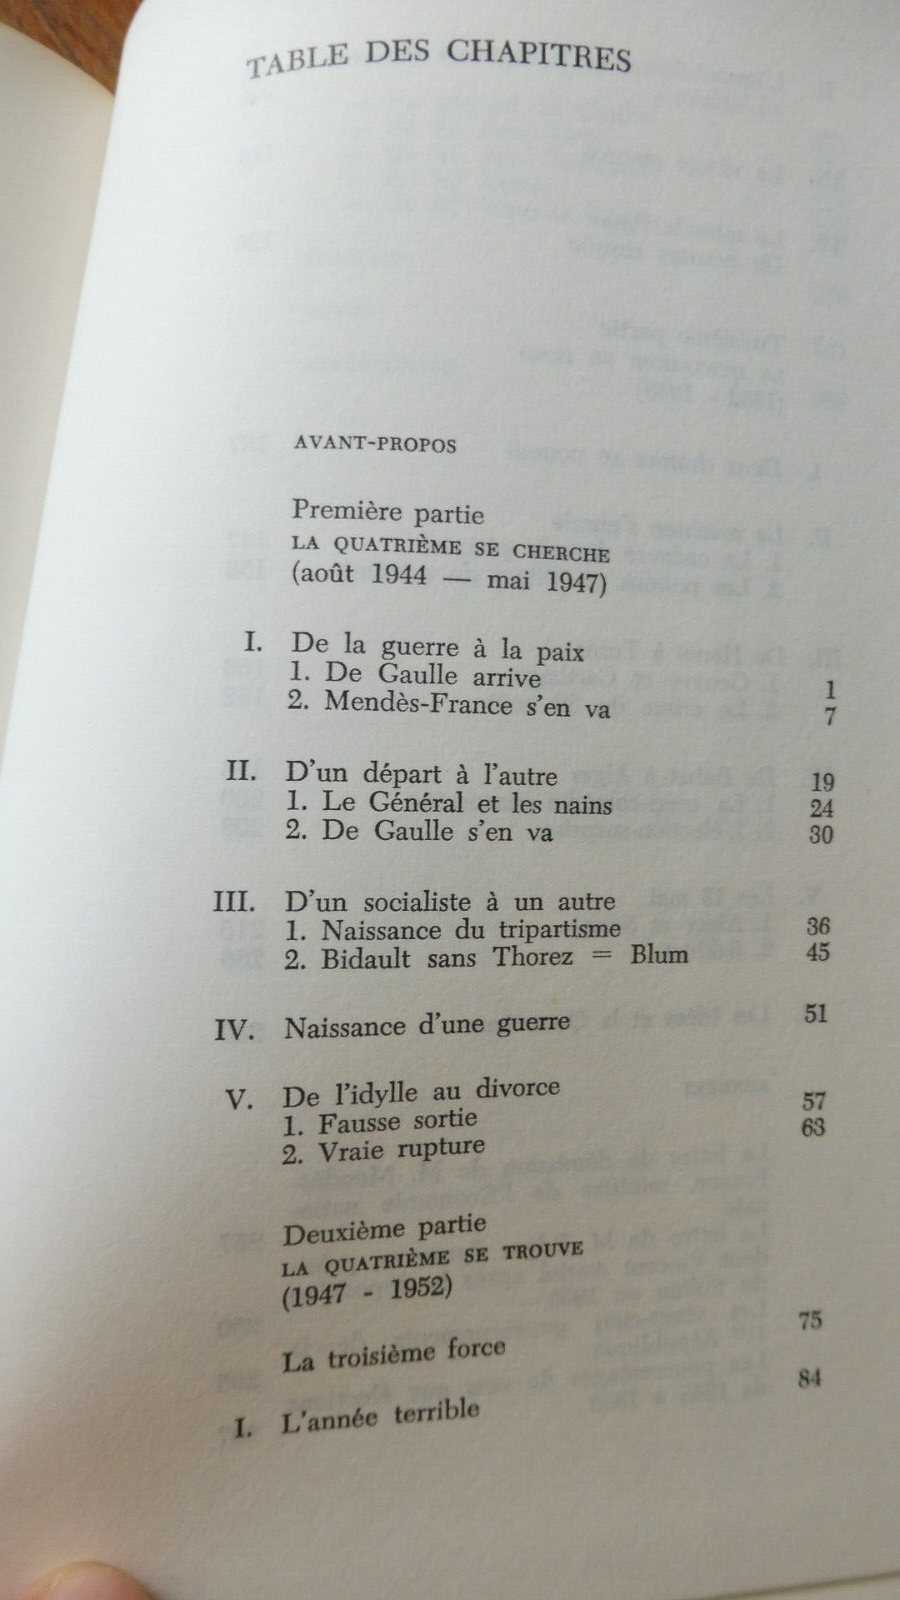 TABLE DES CHAPITRES
AVANT-PROPOS
Première partie
LA QUATRIÈME SE CHERCHE
(août 1944 — mai 1947)
I. De la guerre à la paix
1. De Gaulle arrive 1
2. Mendès-France s'en va 7
II. D'un départ à l'autre 19
1. Le Général et les nains 24
2. De Gaulle s'en va 30
III. D'un socialiste à un autre
1. Naissance du tripartisme 36
2. Bidault sans Thorez = Blum 45
IV. Naissance d'une guerre 51
V. De l'idylle au divorce
1. Fausse sortie 57
2. Vraie rupture 63
Deuxième partie
LA QUATRIÈME SE TROUVE
(1947 - 1952)
La troisième force 75
I. L'année terrible 84